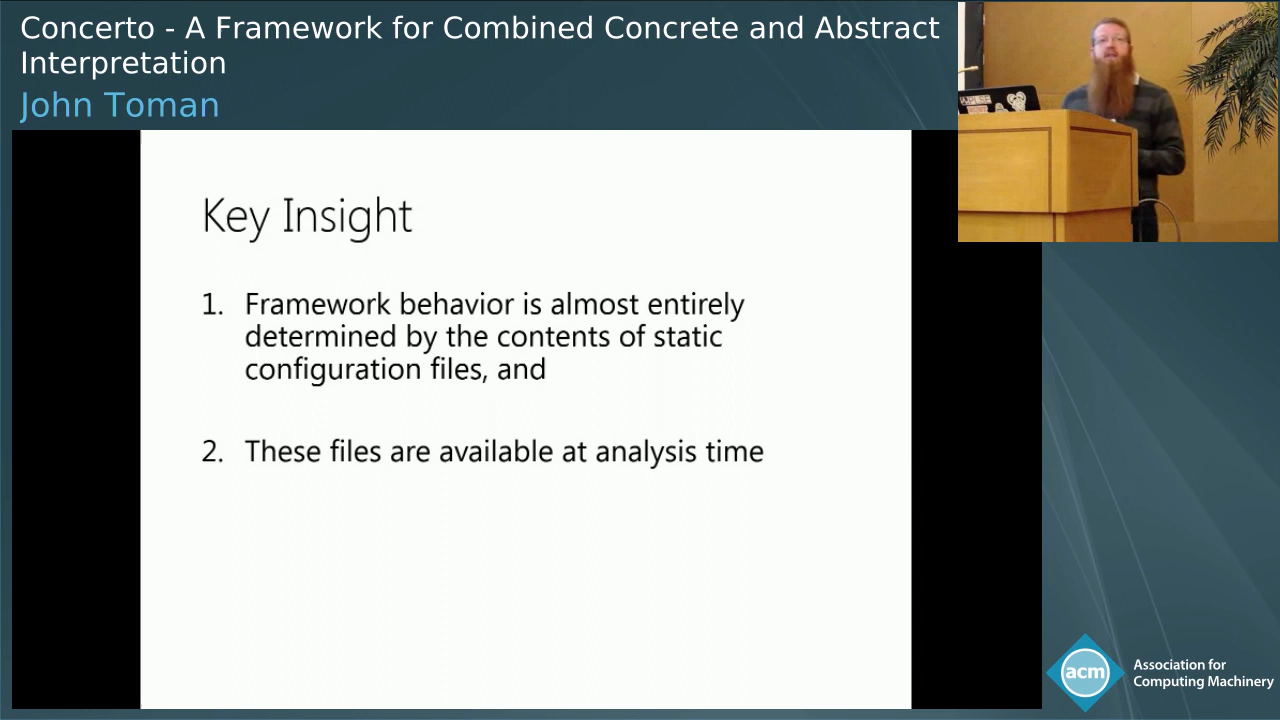 Concerto - A Framework for Combined Concrete and Abstract
Interpretation
John Toman
Key Insight
1. Framework behavior is almost entirely
determined by the contents of static
configuration files, and
2. These files are available at analysis time
acm
Association for
Computing Machinery